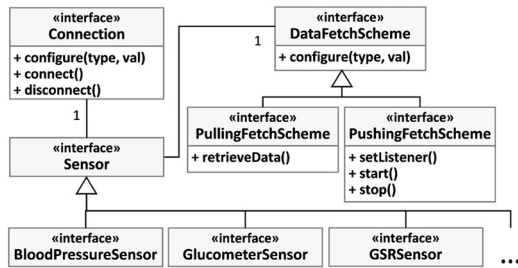 «interface»
Connection
+ configure(type, val)
+ connect()
+ disconnect()
1
«interface»
DataFetchScheme
+ configure(type, val)
1
«interface»
PullingFetchScheme
+ retrieveData()
«interface»
PushingFetchScheme
+ setListener()
+ start()
+ stop()
«interface»
Sensor
«interface»
BloodPressureSensor
«interface»
GlucometerSensor
«interface»
GSRSensor
...